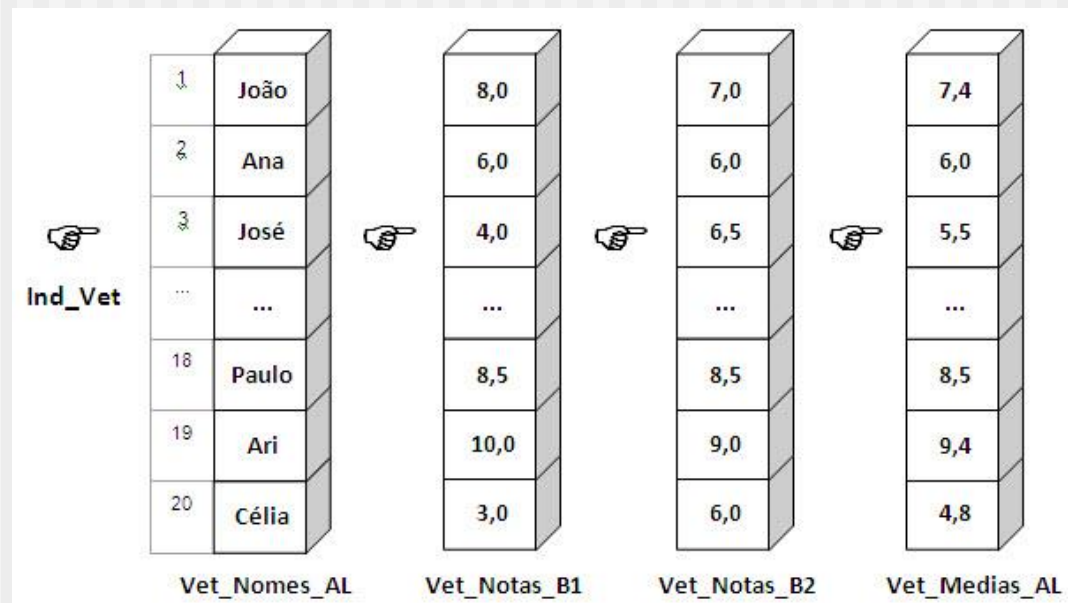 1 João 8,0 7,0 7,4
2 Ana 6,0 6,0 6,0
3 José 4,0 6,5 5,5
Ind_Vet ... ... ... ... ...
18 Paulo 8,5 8,5 8,5
19 Ari 10,0 9,0 9,4
20 Célia 3,0 6,0 4,8
Vet_Nomes_AL Vet_Notas_B1 Vet_Notas_B2 Vet_Medias_AL